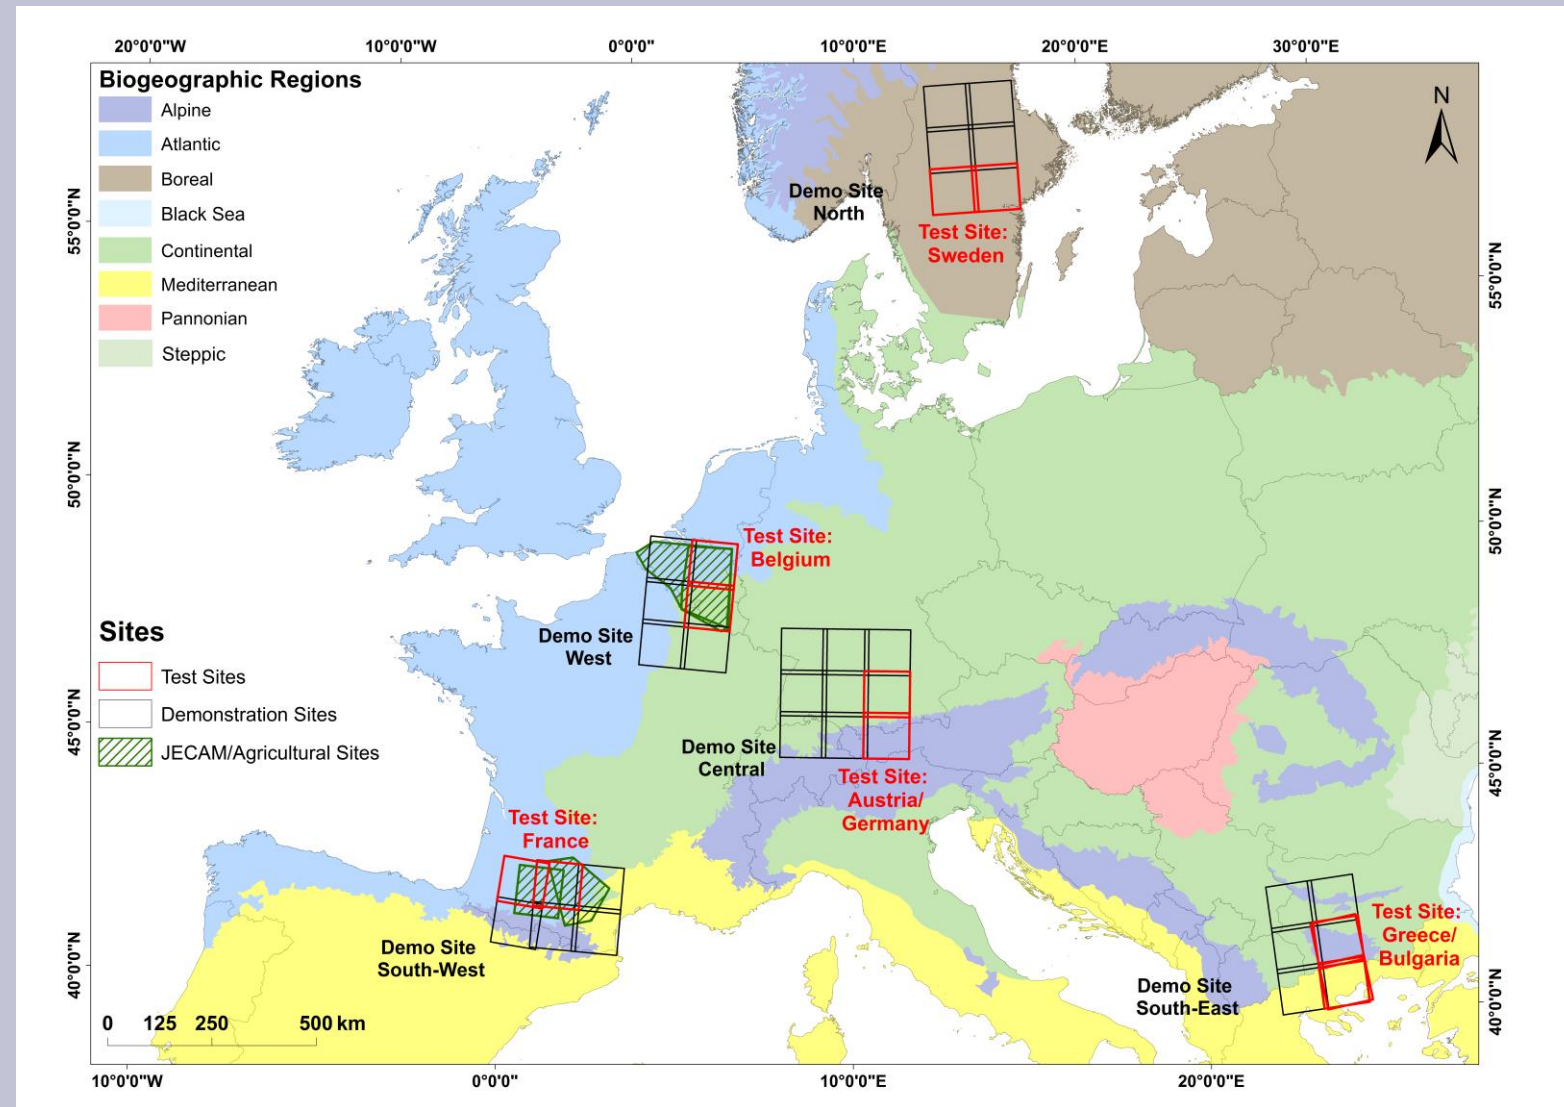 20°0'0"W
10°0'0"W
0°0'0"
10°0'0"E
20°0'0"E
30°0'0"E
Biogeographic Regions
Alpine
Atlantic
Boreal
Black Sea
Continental
Mediterranean
Pannonian
Steppic
N
Demo Site
North
Test Site:
Sweden
55°0'0"N
55°0'0"N
50°0'0"N
50°0'0"N
Test Site:
Belgium
Demo Site
West
Sites
Test Sites
Demonstration Sites
JECAM/Agricultural Sites
45°0'0"N
45°0'0"N
Demo Site
Central
Test Site:
Austria/
Germany
Test Site:
France
Demo Site
South-West
Test Site:
Greece/
Bulgaria
Demo Site
South-East
40°0'0"N
40°0'0"N
0 125 250 500 km
10°0'0"W
0°0'0"
10°0'0"E
20°0'0"E